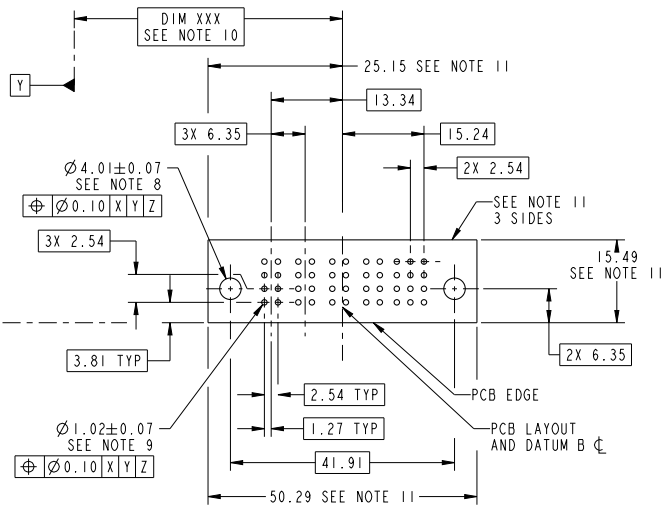 DIM XXX
SEE NOTE 10
Y
25.15 SEE NOTE 11
13.34
3X 6.35
15.24
2X 2.54
Ø4.01±0.07
SEE NOTE 8
⌖ Ø0.10 X Y Z
SEE NOTE 11
3 SIDES
3X 2.54
15.49
SEE NOTE 11
3.81 TYP
2X 6.35
2.54 TYP
PCB EDGE
Ø1.02±0.07
SEE NOTE 9
1.27 TYP
PCB LAYOUT
AND DATUM B ℄
⌖ Ø0.10 X Y Z
41.91
50.29 SEE NOTE 11